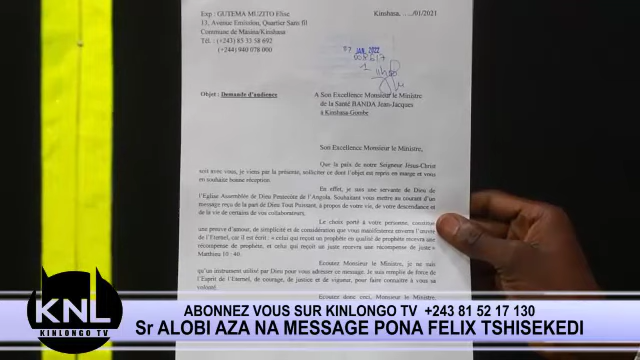 Exp : GUTEMA MUZITO Elise
13, Avenue Quartier Sans fil
Commune de Masina/Kinshasa
Tél. : (+243) 85 33 58 692
(+244) 940 078 000
Kinshasa, …../01/2021
07 JAN 2022
Objet : Demande d'audience
A Son Excellence Monsieur le Ministre
de la Santé BANDA Jean-Jacques
à Kinshasa-Gombe
Son Excellence Monsieur le Ministre,
Que la paix de notre Seigneur Jésus-Christ
soit avec vous, je viens par la présente, solliciter ce dont l'objet est repris en marge et vous
en souhaite bonne réception.
En effet, je suis une servante de Dieu de
l'Eglise Assemblée de Dieu Pentecôte de l'Angola. Souhaitant vous mettre au courant d'un
message reçu de la part de Dieu Tout Puissant, à propos de votre vie, de votre descendance et
de la vie de certains de vos collaborateurs.
Le choix porté à votre personne, constitue
une preuve d'amour, de simplicité et de considération que vous manifesterez envers l'œuvre
de l'Eternel, car il est écrit : « celui qui reçoit un prophète en qualité de prophète recevra une
récompense de prophète, et celui qui reçoit un juste recevra une récompense de juste »
Matthieu 10 : 40.
Ecoutez Monsieur le Ministre, je ne suis
qu'un instrument utilisé par Dieu pour vous adresser ce message. Je suis remplie de force de
l'Esprit de l'Eternel, de courage, de justice et de vigueur, pour faire connaître à vous sa
volonté.
Ecoutez donc ceci, Monsieur le Ministre,
KNL
KINLONGO TV
ABONNEZ VOUS SUR KINLONGO TV +243 81 52 17 130
Sr ALOBI AZA NA MESSAGE PONA FELIX TSHISEKEDI